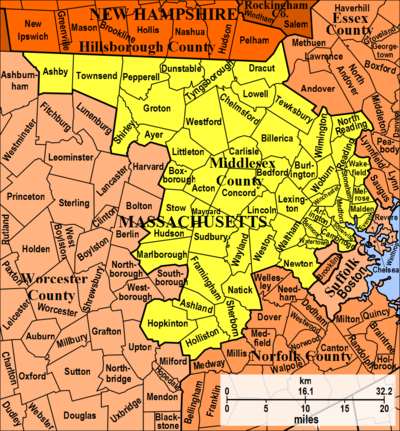 NEW HAMPSHIRE
Rockingham
Co.
Windham
Salem
Haverhill
Essex
County
Groveland
Georgetown
New
Ipswich
Greenville
Mason
Brookline
Hollis
Nashua
Hudson
Pelham
Hillsborough County
Methuen
Lawrence
North
Andover
Boxford
Andover
Middleton
Danvers
Peabody
Lynnfield
Lynn
Saugus
Ashburn-
ham
Ashby
Townsend
Pepperell
Dunstable
Tyngsborough
Dracut
Lowell
Tewksbury
Groton
Chelmsford
Westford
Billerica
Wilmington
North
Reading
Reading
Wakefield
Melrose
Malden
Revere
Westminster
Fitchburg
Lunenburg
Shirley
Ayer
Littleton
Carlisle
Middlesex
County
Bedford
Burlington
Woburn
Leominster
Harvard
Lancaster
Boxborough
Acton
Concord
Lincoln
Lexington
Princeton
Sterling
Bolton
Stow
Maynard
MASSACHUSETTS
Waltham
Watertown
Chelsea
Rutland
Holden
West
Boylston
Clinton
Boylston
Berlin
Hudson
Sudbury
Wayland
Weston
Newton
Brookline
Suffolk
Boston
Marlborough
Northborough
Southborough
Westborough
Framingham
Natick
Wellesley
Needham
Paxton
Worcester
County
Shrewsbury
Leicester
Worcester
Ashland
Sherborn
Dover
Dedham
Milton
Quincy
Auburn
Millbury
Grafton
Hopkinton
Holliston
Medfield
Westwood
Norwood
Canton
Randolph
Braintree
Holbrook
Upton
Milford
Medway
Millis
Norfolk County
Walpole
Charlton
Oxford
Sutton
Northbridge
Hopedale
Mendon
Bellingham
Franklin
Dudley
Webster
Douglas
Uxbridge
Blackstone
km
0 16.1 32.2
0 5 10 15 20
miles